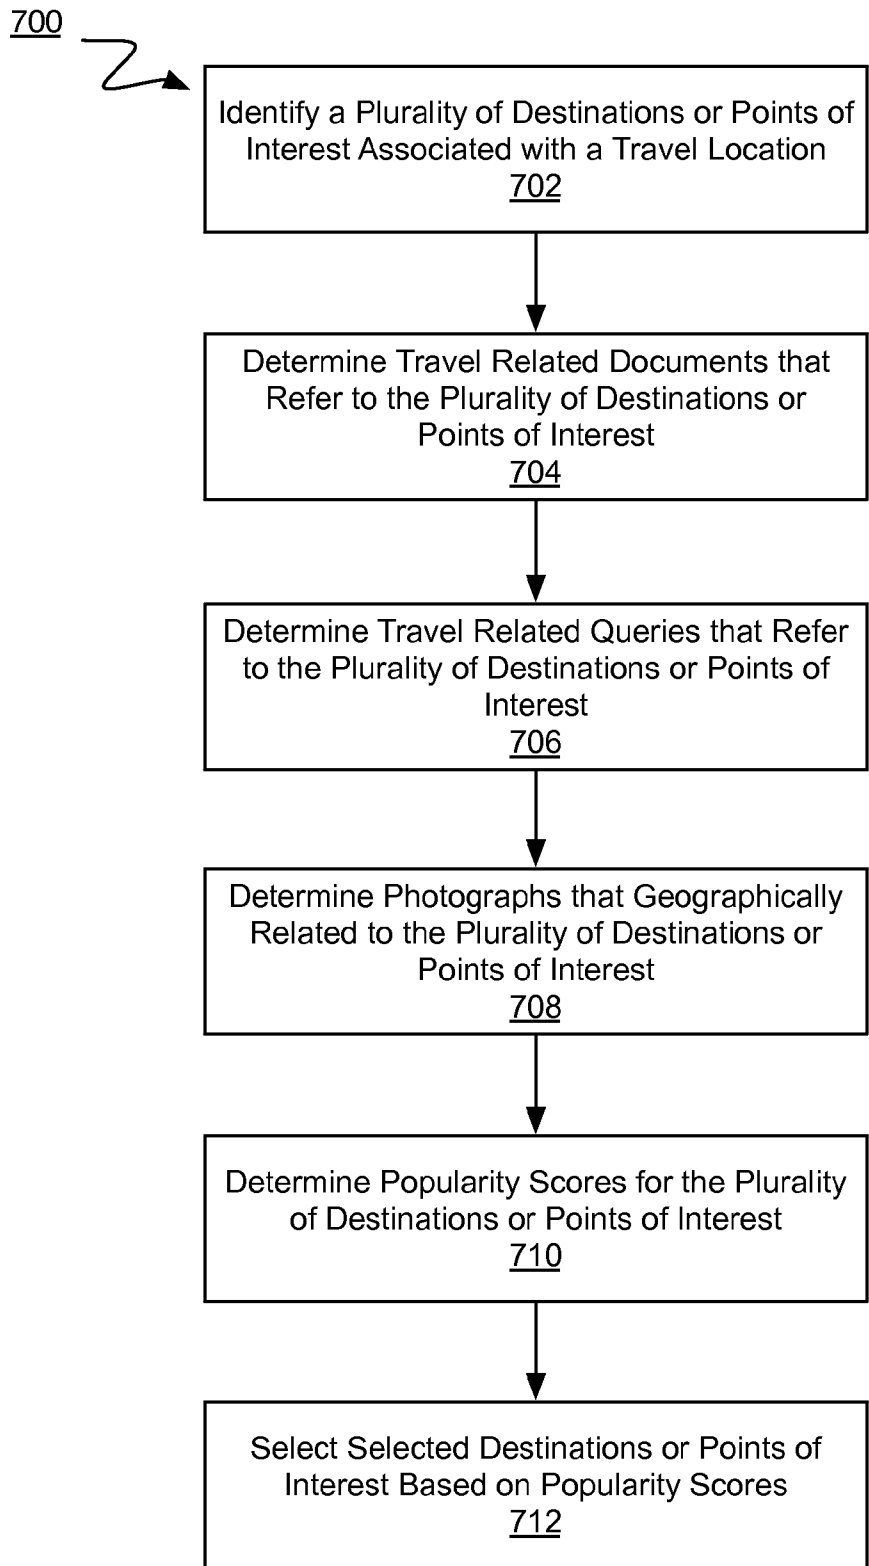 700
Identify a Plurality of Destinations or Points of
Interest Associated with a Travel Location
702
Determine Travel Related Documents that
Refer to the Plurality of Destinations or
Points of Interest
704
Determine Travel Related Queries that Refer
to the Plurality of Destinations or Points of
Interest
706
Determine Photographs that Geographically
Related to the Plurality of Destinations or
Points of Interest
708
Determine Popularity Scores for the Plurality
of Destinations or Points of Interest
710
Select Selected Destinations or Points of
Interest Based on Popularity Scores
712